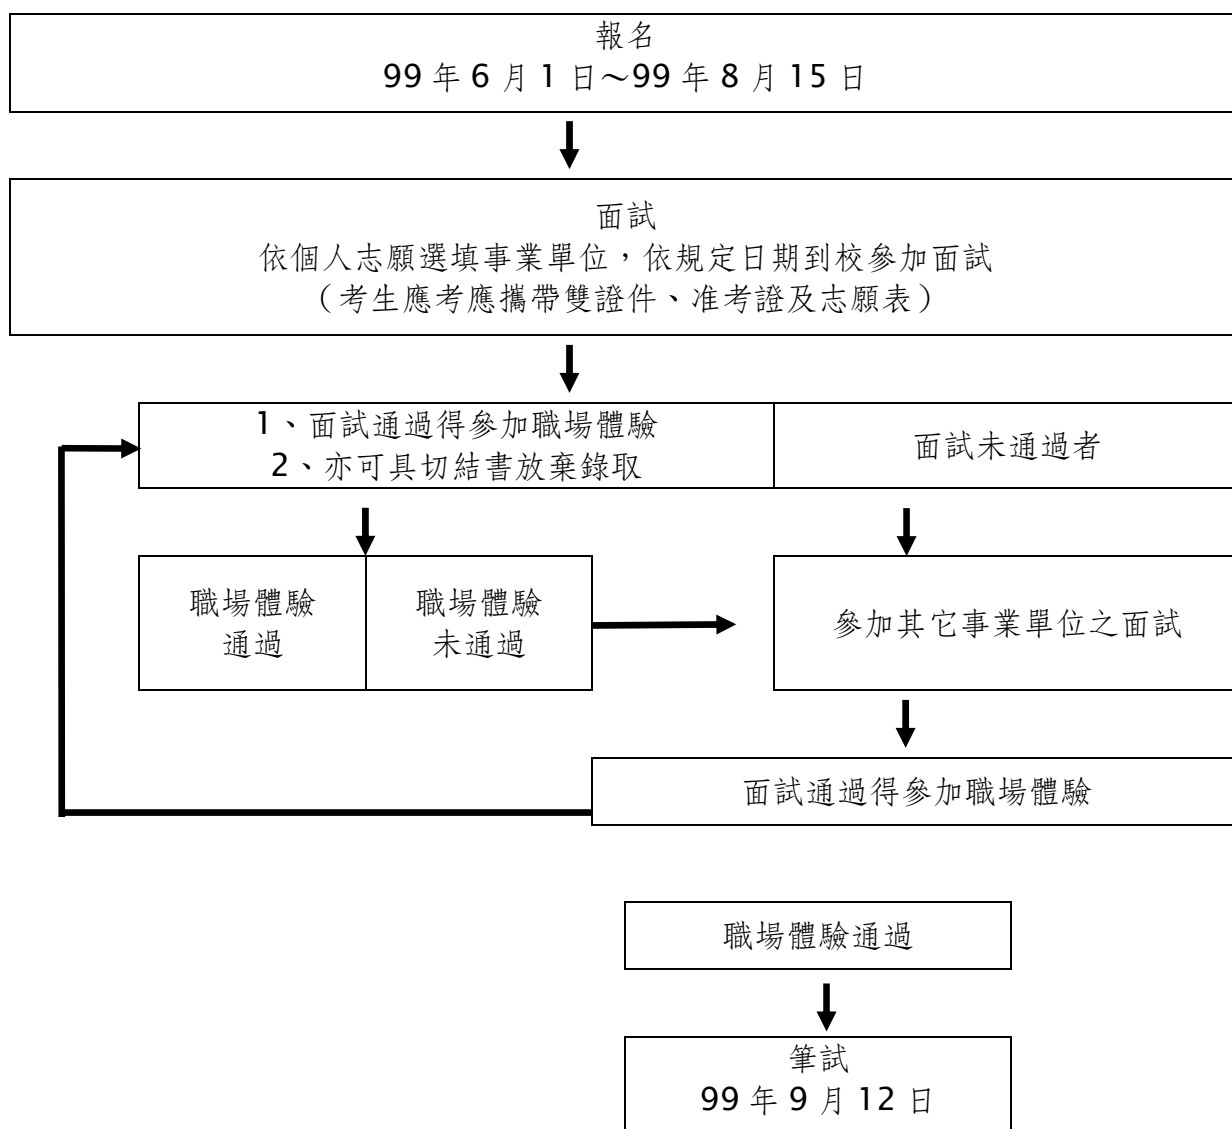 報名
99 年 6 月 1 日～99 年 8 月 15 日
面試
依個人志願選填事業單位，依規定日期到校參加面試
（考生應考應攜帶雙證件、准考證及志願表）
1、面試通過得參加職場體驗
2、亦可具切結書放棄錄取
面試未通過者
職場體驗
通過
職場體驗
未通過
參加其它事業單位之面試
面試通過得參加職場體驗
職場體驗通過
筆試
99 年 9 月 12 日